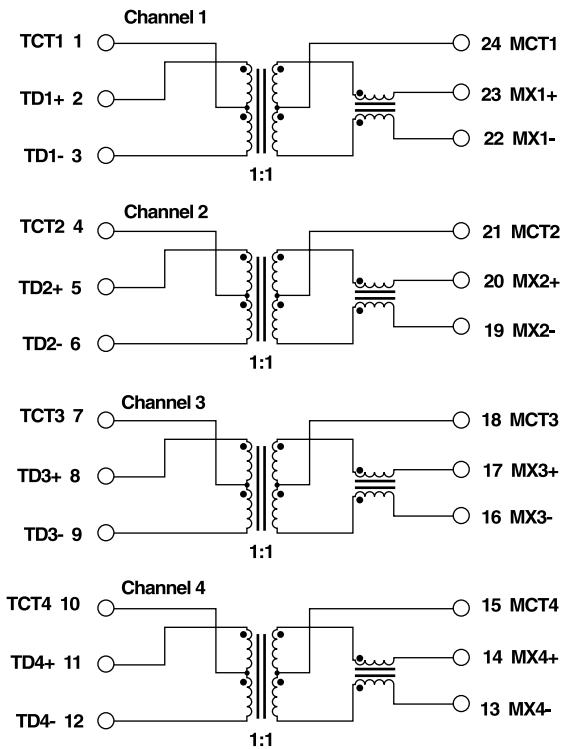 Channel 1
TCT1 1
24 MCT1
TD1+ 2
23 MX1+
22 MX1-
TD1- 3
1:1
Channel 2
TCT2 4
21 MCT2
TD2+ 5
20 MX2+
19 MX2-
TD2- 6
1:1
Channel 3
TCT3 7
18 MCT3
TD3+ 8
17 MX3+
16 MX3-
TD3- 9
1:1
Channel 4
TCT4 10
15 MCT4
TD4+ 11
14 MX4+
13 MX4-
TD4- 12
1:1